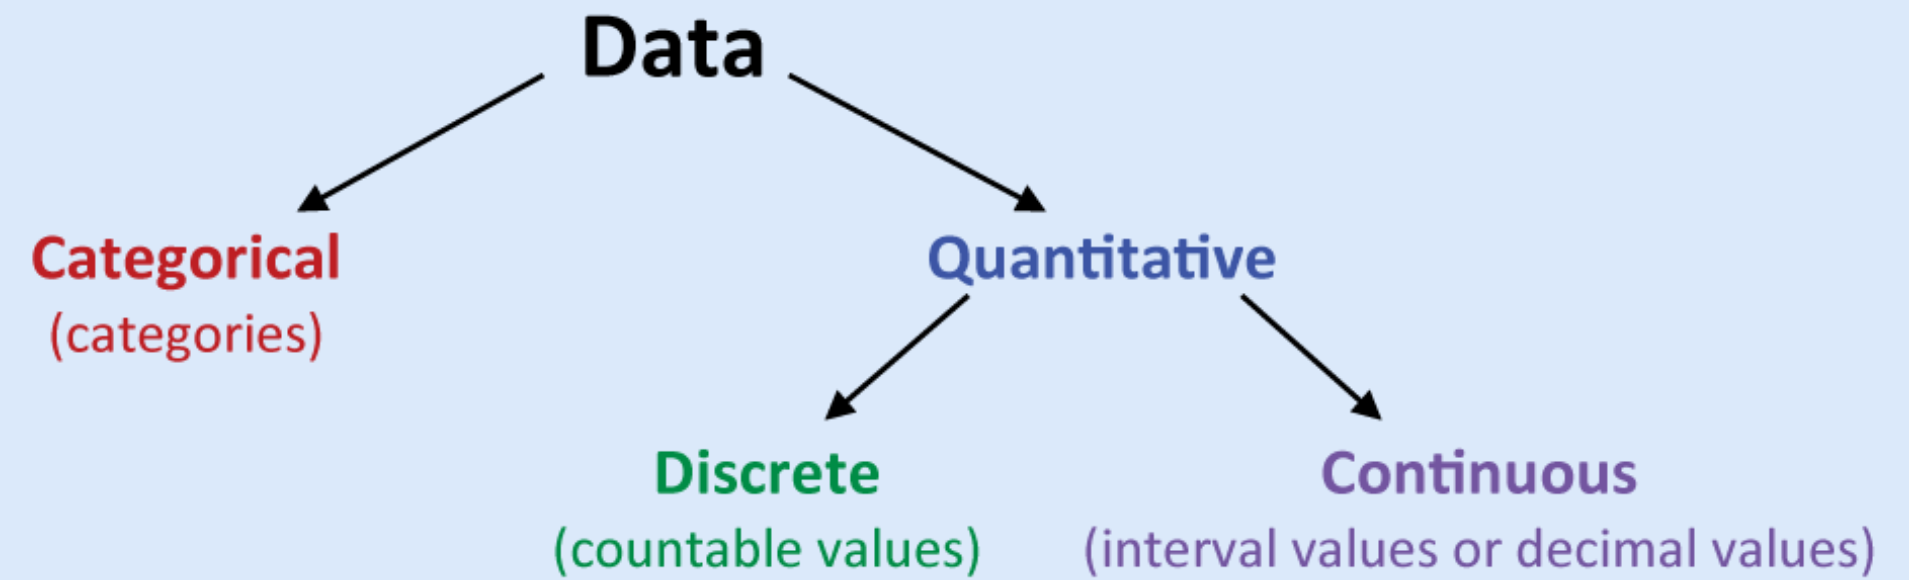 Data
Categorical
(categories)
Quantitative
Discrete
(countable values)
Continuous
(interval values or decimal values)